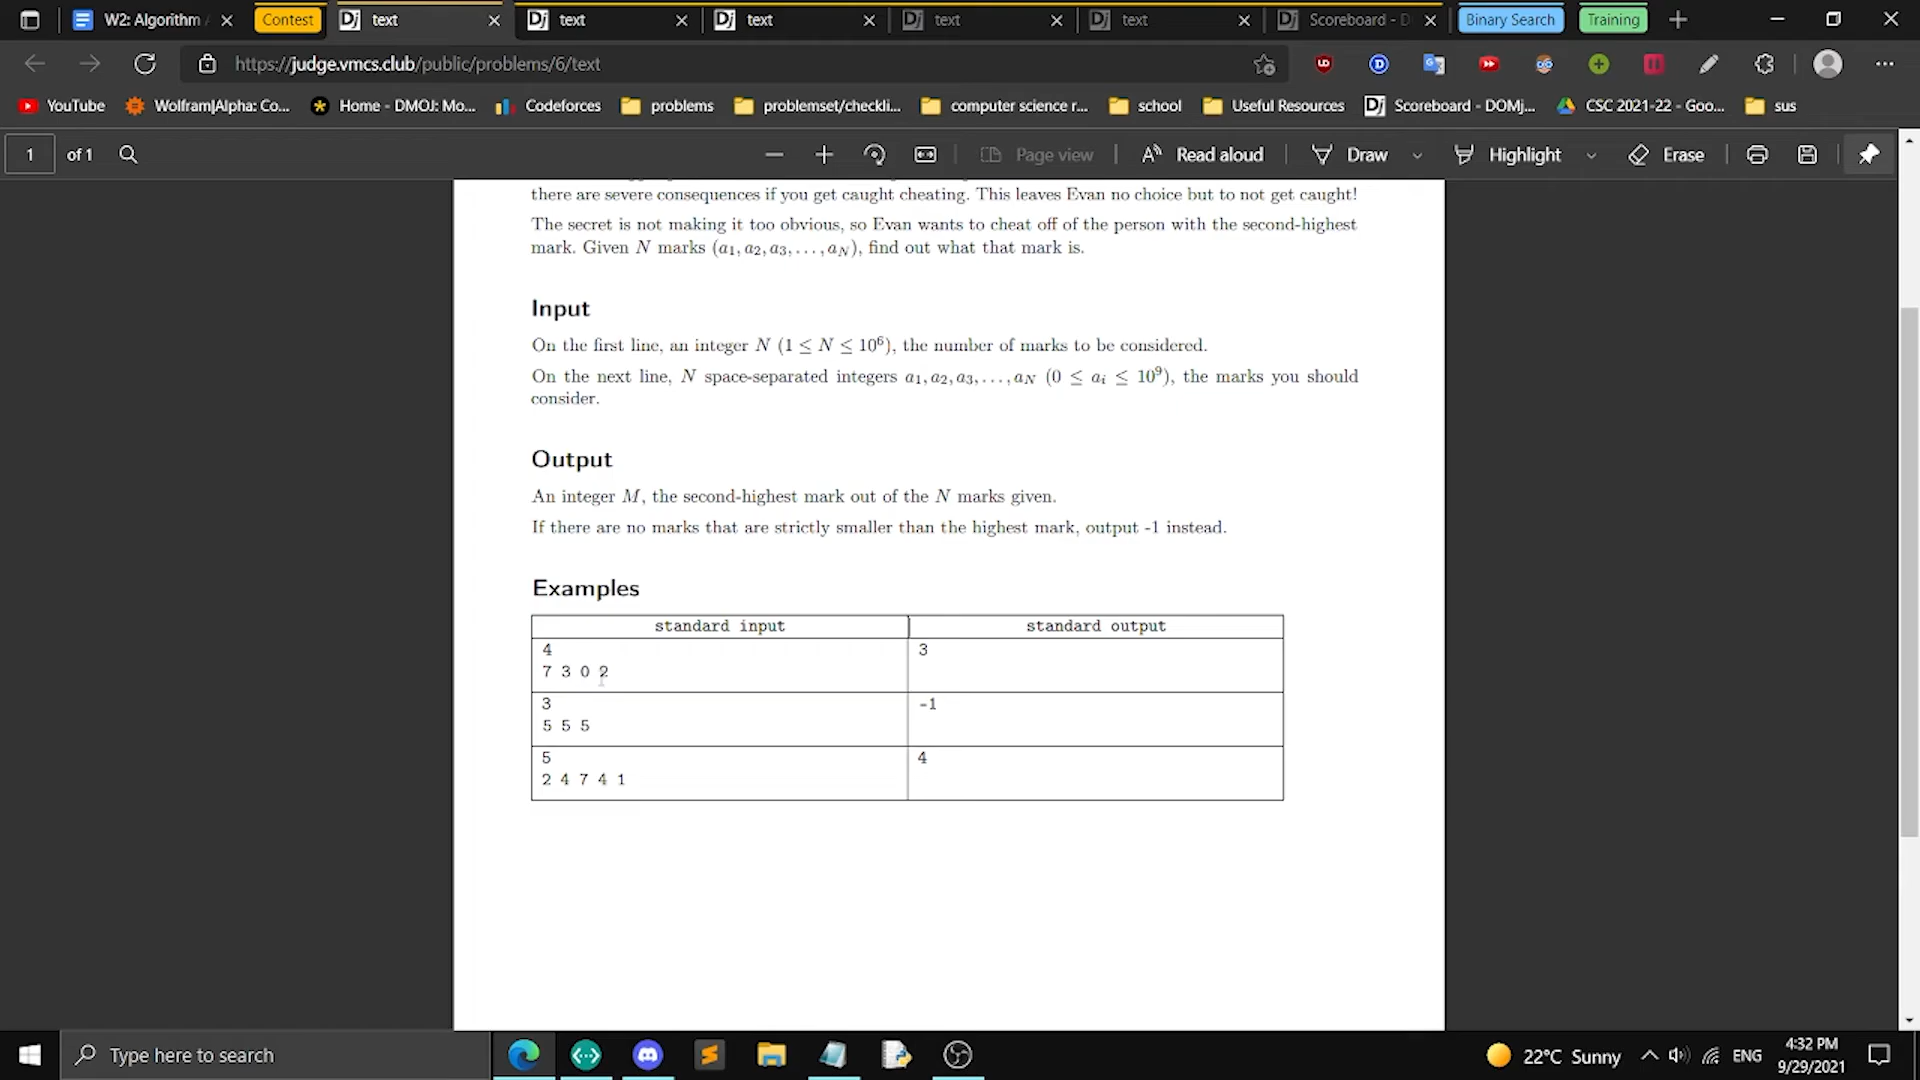 W2: Algorithm
Contest
text
text
text
text
text
Scoreboard - D
Binary Search
Training
https://judge.vmcs.club/public/problems/6/text
YouTube
Wolfram|Alpha: Co...
Home - DMOJ: Mo...
Codeforces
problems
problemset/checkli...
computer science r...
school
Useful Resources
Scoreboard - DOMj...
CSC 2021-22 - Goo...
sus
1 of 1
Page view
Read aloud
Draw
Highlight
Erase
there are severe consequences if you get caught cheating. This leaves Evan no choice but to not get caught!
The secret is not making it too obvious, so Evan wants to cheat off of the person with the second-highest
mark. Given N marks (a₁, a₂, a₃, . . . , a_N), find out what that mark is.
Input
On the first line, an integer N (1 ≤ N ≤ 10⁶), the number of marks to be considered.
On the next line, N space-separated integers a₁, a₂, a₃, . . . , a_N (0 ≤ aᵢ ≤ 10⁹), the marks you should
consider.
Output
An integer M, the second-highest mark out of the N marks given.
If there are no marks that are strictly smaller than the highest mark, output -1 instead.
Examples
standard input standard output
4 3
7 3 0 2
3 -1
5 5 5
5 4
2 4 7 4 1
Type here to search
22°C Sunny
ENG
4:32 PM
9/29/2021